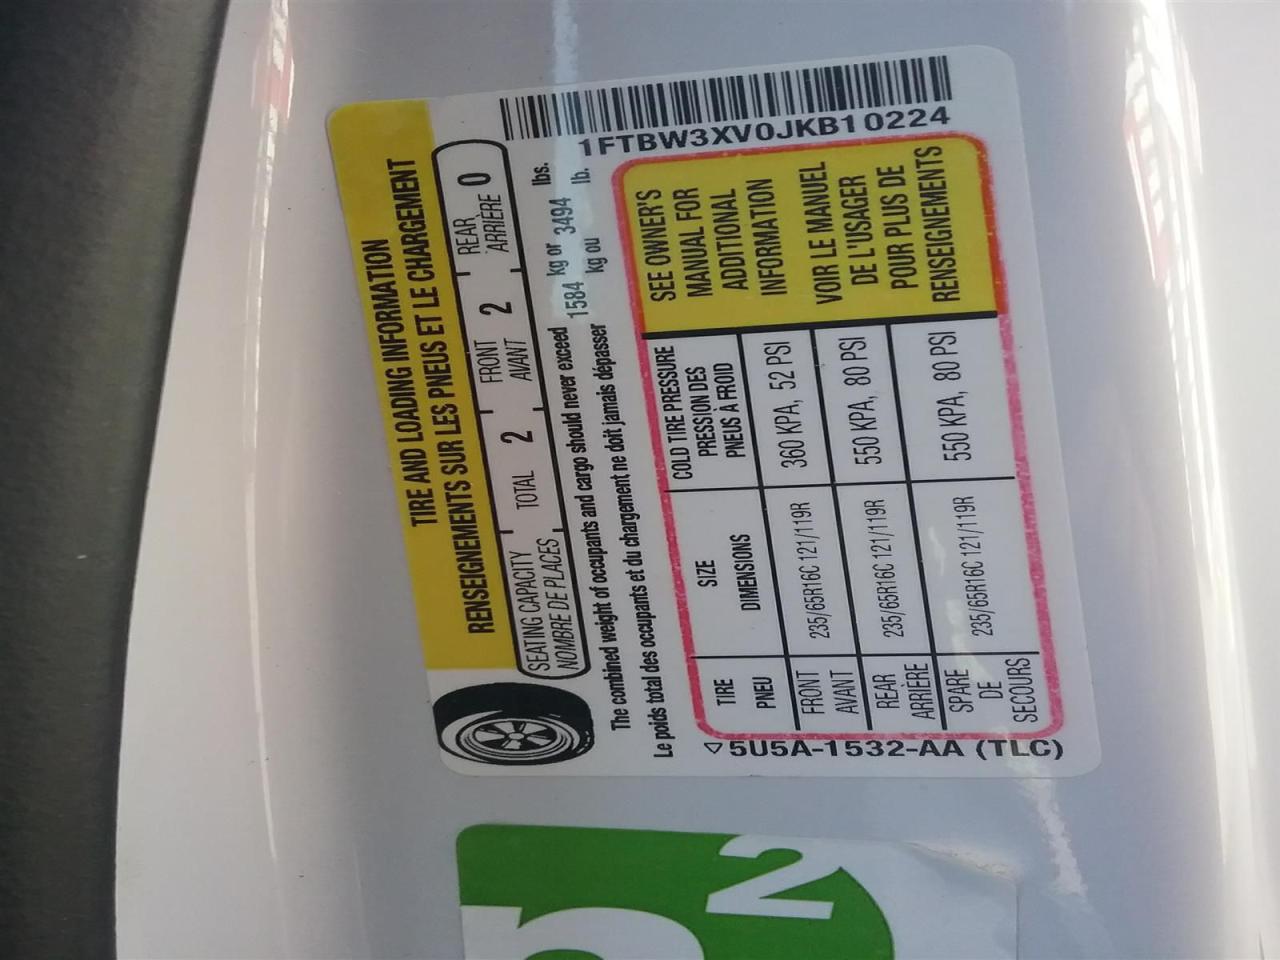 TIRE AND LOADING INFORMATION
RENSEIGNEMENTS SUR LES PNEUS ET LE CHARGEMENT
SEATING CAPACITY
NOMBRE DE PLACES
TOTAL 2
FRONT
AVANT 2
REAR
ARRIÈRE 0
The combined weight of occupants and cargo should never exceed 1584 kg or 3494 lbs.
Le poids total des occupants et du chargement ne doit jamais dépasser kg ou lb.
TIRE
PNEU
SIZE
DIMENSIONS
COLD TIRE PRESSURE
PRESSION DES
PNEUS À FROID
FRONT
AVANT
235/65R16C 121/119R
360 KPA, 52 PSI
REAR
ARRIÈRE
235/65R16C 121/119R
550 KPA, 80 PSI
SPARE
DE
SECOURS
235/65R16C 121/119R
550 KPA, 80 PSI
SEE OWNER'S
MANUAL FOR
ADDITIONAL
INFORMATION
VOIR LE MANUEL
DE L'USAGER
POUR PLUS DE
RENSEIGNEMENTS
1FTBW3XV0JKB10224
5U5A-1532-AA (TLC)
2